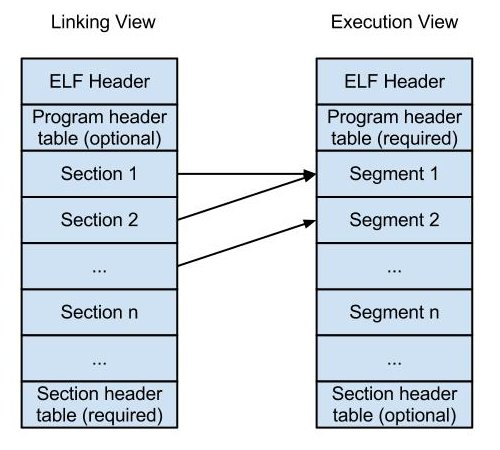 Linking View
ELF Header
Program header
table (optional)
Section 1
Section 2
...
Section n
...
Section header
table (required)
Execution View
ELF Header
Program header
table (required)
Segment 1
Segment 2
...
Segment n
...
Section header
table (optional)